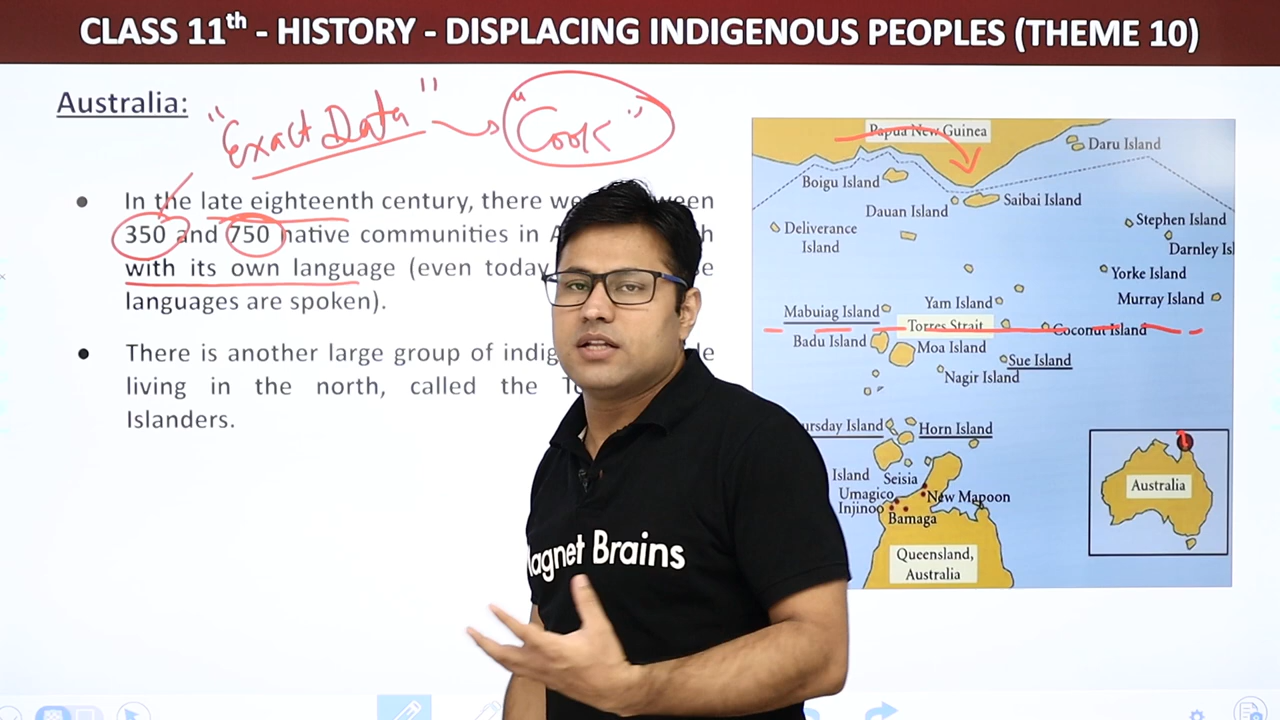 CLASS 11th - HISTORY - DISPLACING INDIGENOUS PEOPLES (THEME 10)
Australia:
"Exact Data" "Cook"
In the late eighteenth century, there
350 and 750 native communities in
with its own language (even today
languages are spoken).
There is another large group of
living in the north, called the
Islanders.
Papua New Guinea
Daru Island
Boigu Island
Saibai Island
Dauan Island
Deliverance
Island
Stephen Island
Darnley
Yorke Island
Murray Island
Yam Island
Mabuiag Island
Torres Strait
Coconut Island
Badu Island
Moa Island
Sue Island
Nagir Island
Horn Island
Island
Island
Seisia
Umagico
New Mapoon
Injinoo
Bamaga
Queensland,
Australia
Australia
Magnet Brains